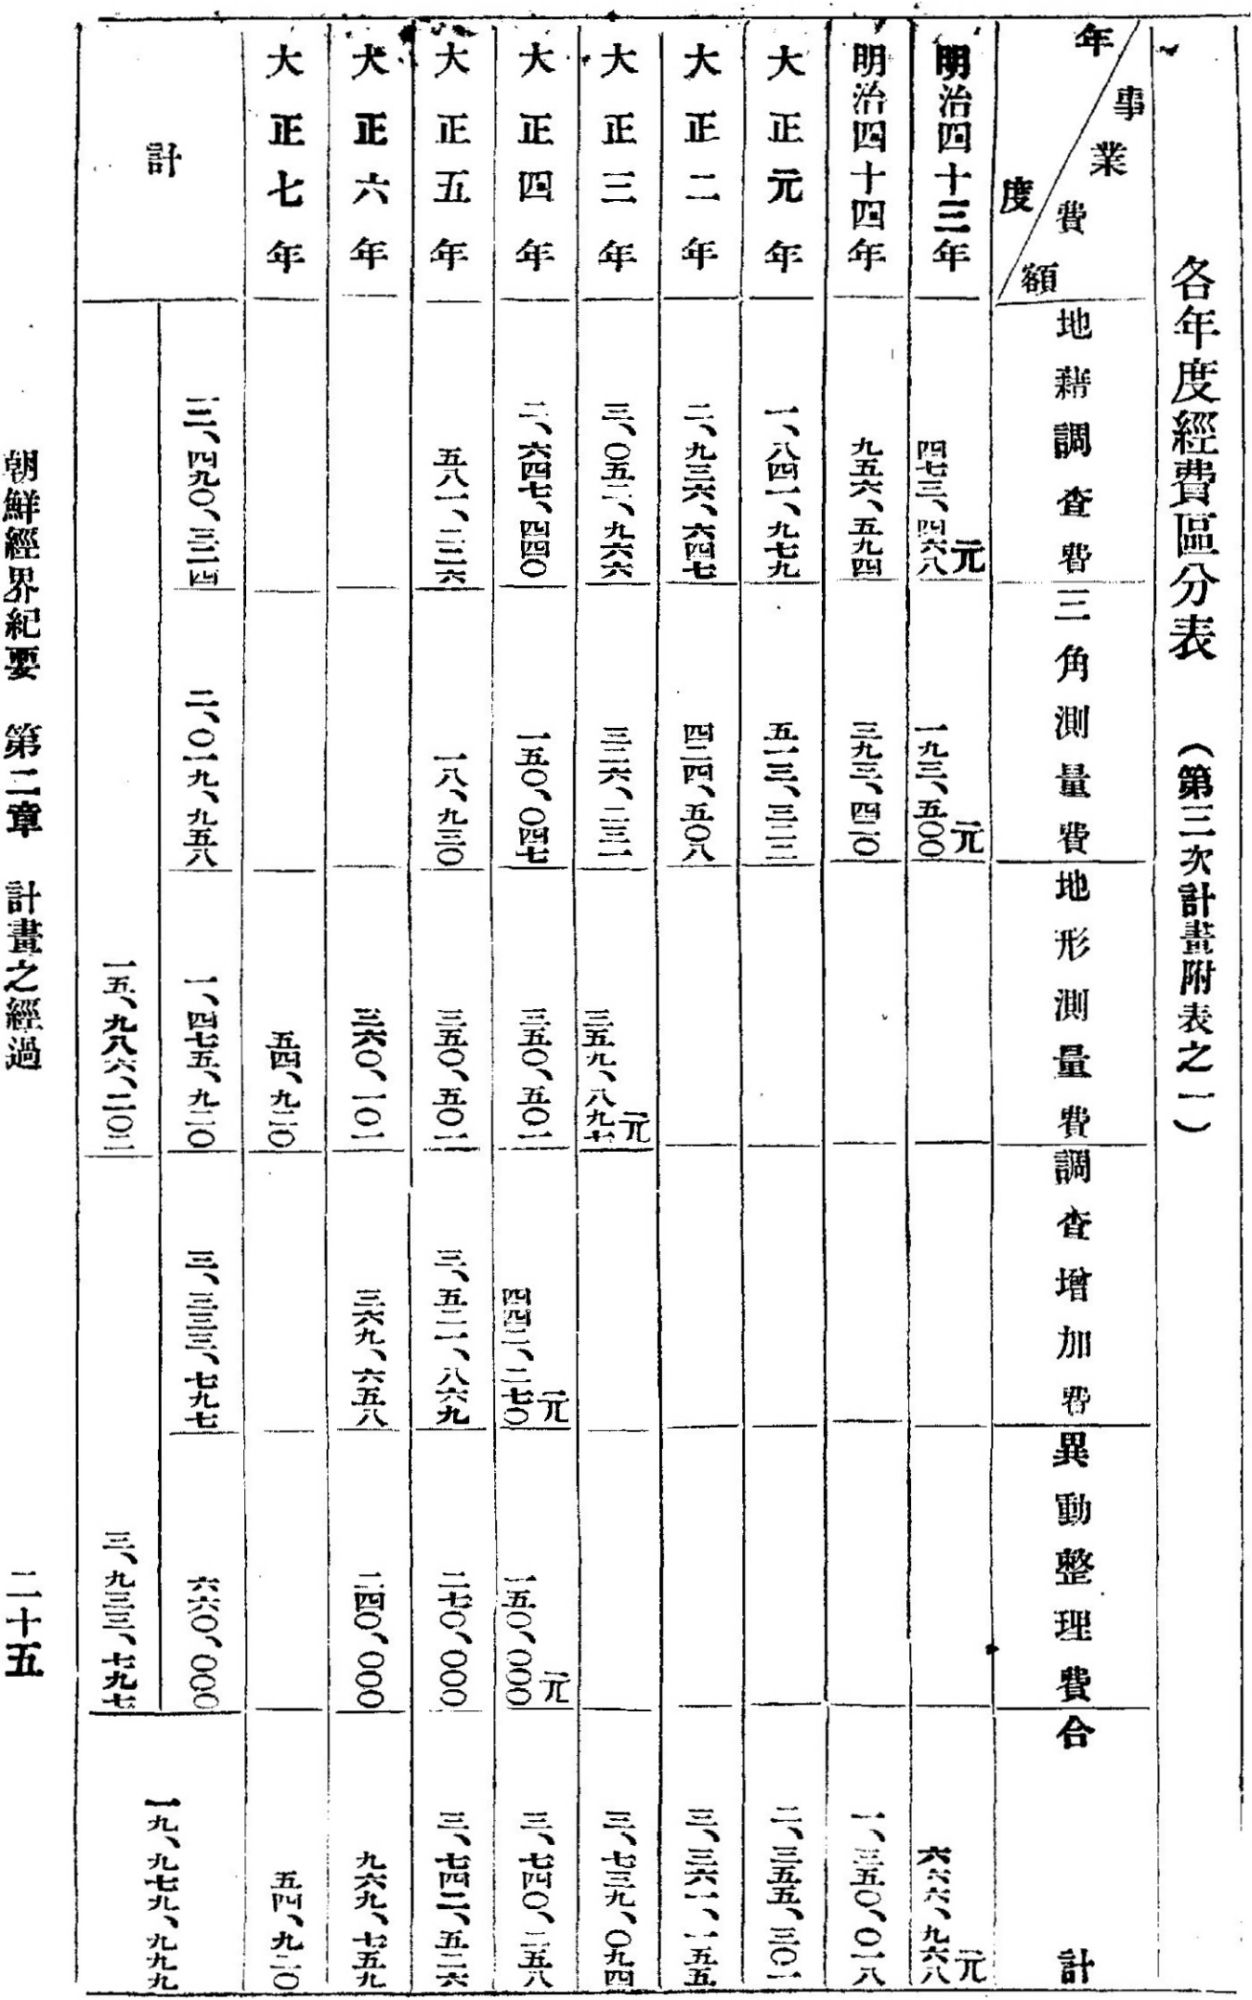 各年度經費區分表　（第三次計畫附表之一）
年度　事業費額　地籍調査費　三角測量費　地形測量費　調査增加費　異動整理費　合計
明治四十三年　四七三、四六八元　一九三、五〇〇元　六六六、九六八元
明治四十四年　九五六、五九四　三九三、四二〇　一、三五〇、〇一八
大正元年　一、八四一、九七九　五一三、三二二　二、三五五、三〇一
大正二年　二、九三六、六四七　四二四、五〇八　三、三六一、一五五
大正三年　三、〇五二、九六六　三二六、二三一　三五九、八九七元　三、七三九、〇九四
大正四年　二、六四七、四四〇　一五〇、〇四七　三五〇、五〇一　四四二、二七〇元　一五〇、〇〇〇元　三、七四〇、二五八
大正五年　五八一、二二六　一八、九三〇　三五〇、五〇一　二、五二一、八六九　二七〇、〇〇〇　三、七四二、五二六
大正六年　三六〇、一〇一　三六九、六五八　二四〇、〇〇〇　九六九、七五九
大正七年　五四、九二〇　五四、九二〇
計　一二、四九〇、三二四　二、〇一九、九五八　一、四七五、九二〇　三、三三三、七九七　六六〇、〇〇〇
一五、九八六、二〇二　三、九三三、七九七　一九、九七九、九九九
朝鮮經界紀要　第二章　計畫之經過　二十五